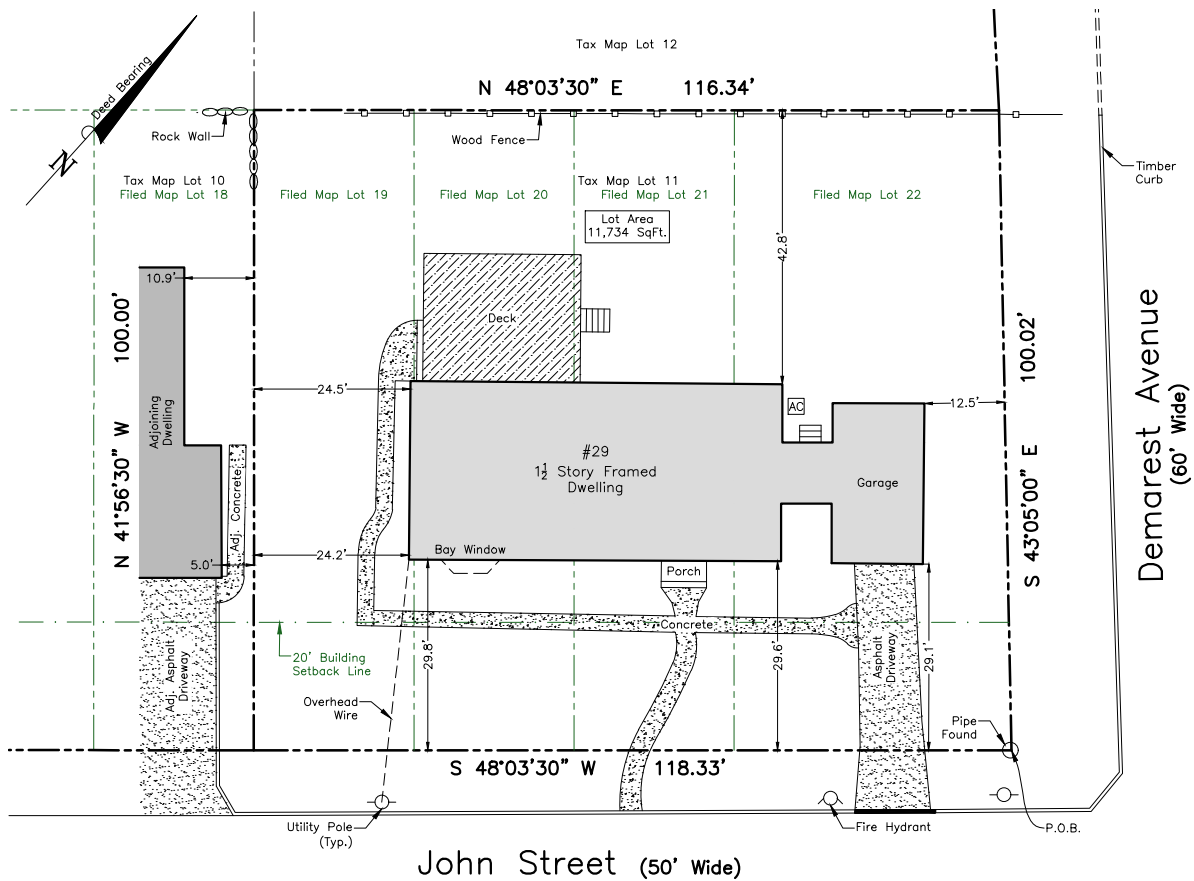 Tax Map Lot 12
N 48°03'30" E 116.34'
Deed Bearing
N
Rock Wall
Wood Fence
Timber
Curb
Tax Map Lot 10
Filed Map Lot 18
Filed Map Lot 19
Filed Map Lot 20
Tax Map Lot 11
Filed Map Lot 21
Filed Map Lot 22
Lot Area
11,734 SqFt.
42.8'
10.9'
Deck
N 41°56'30" W 100.00'
Adjoining
Dwelling
24.5'
AC
12.5'
S 43°05'00" E 100.02'
Demarest Avenue
(60' Wide)
#29
1½ Story Framed
Dwelling
Garage
Adj. Concrete
24.2'
Bay Window
5.0'
Porch
Concrete
20' Building
Setback Line
29.8'
29.6'
29.1'
Asphalt
Driveway
Adj. Asphalt
Driveway
Overhead
Wire
Pipe
Found
S 48°03'30" W 118.33'
Utility Pole
(Typ.)
Fire Hydrant
P.O.B.
John Street (50' Wide)